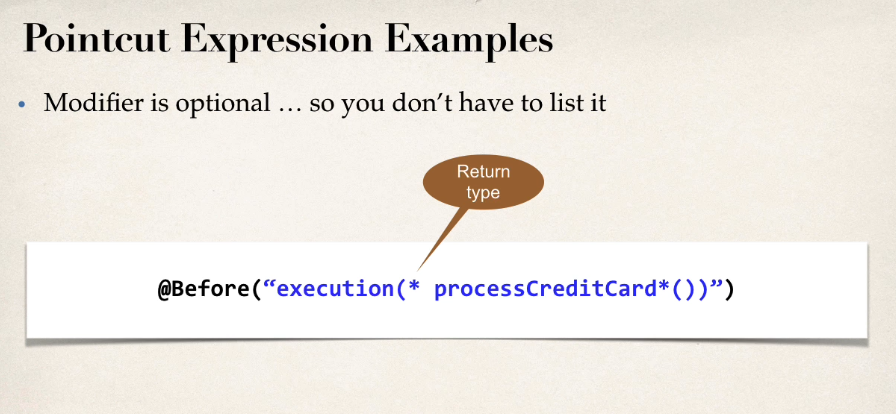 Pointcut Expression Examples
• Modifier is optional … so you don’t have to list it
Return
type
@Before(“execution(* processCreditCard*())”)